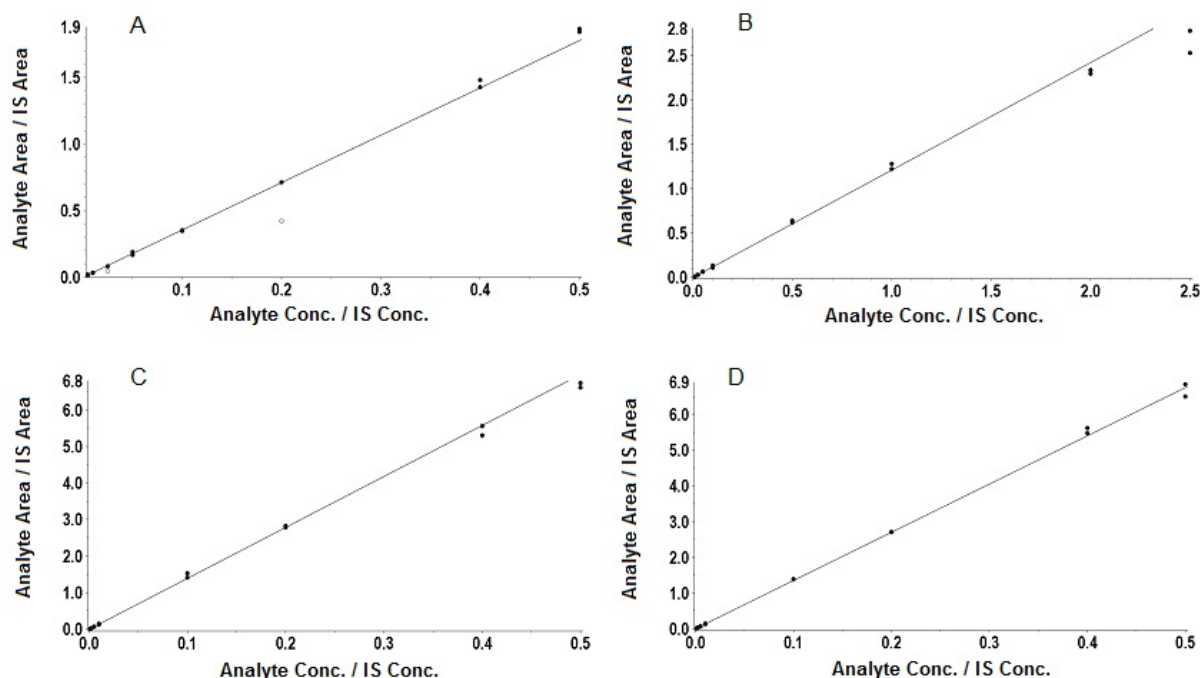 A
Analyte Area / IS Area
1.9
1.5
1.0
0.5
0.0
0.1 0.2 0.3 0.4 0.5
Analyte Conc. / IS Conc.
B
Analyte Area / IS Area
2.8
2.5
2.0
1.5
1.0
0.5
0.0
0.0 0.5 1.0 1.5 2.0 2.5
Analyte Conc. / IS Conc.
C
Analyte Area / IS Area
6.8
6.0
5.0
4.0
3.0
2.0
1.0
0.0
0.0 0.1 0.2 0.3 0.4 0.5
Analyte Conc. / IS Conc.
D
Analyte Area / IS Area
6.9
6.0
5.0
4.0
3.0
2.0
1.0
0.0
0.0 0.1 0.2 0.3 0.4 0.5
Analyte Conc. / IS Conc.